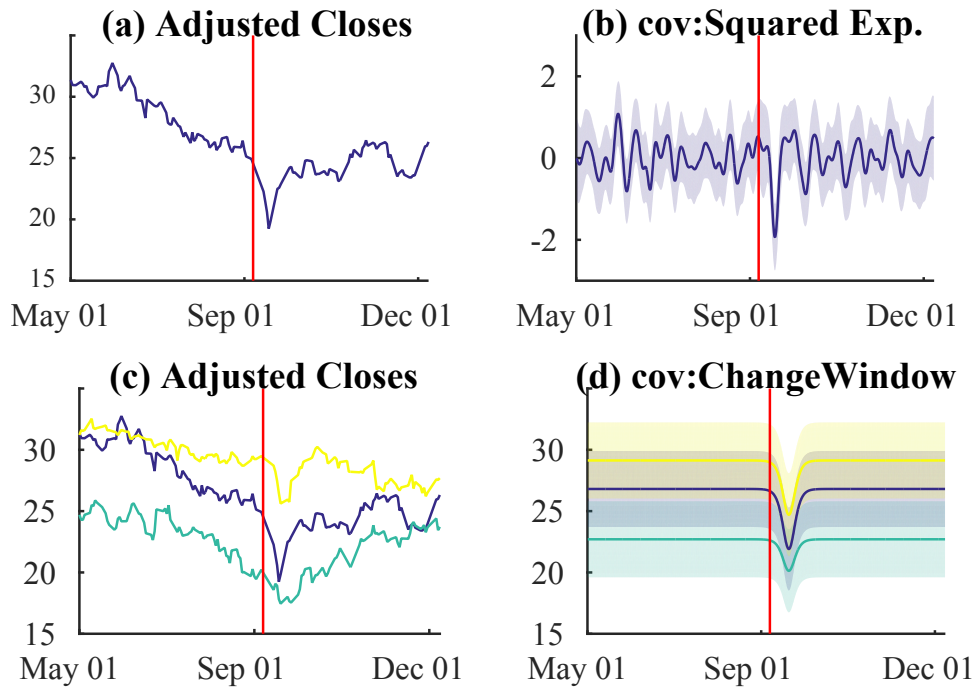 (a) Adjusted Closes
30
25
20
15
May 01 Sep 01 Dec 01
(b) cov:Squared Exp.
2
0
-2
May 01 Sep 01 Dec 01
(c) Adjusted Closes
30
25
20
15
May 01 Sep 01 Dec 01
(d) cov:ChangeWindow
30
25
20
15
May 01 Sep 01 Dec 01